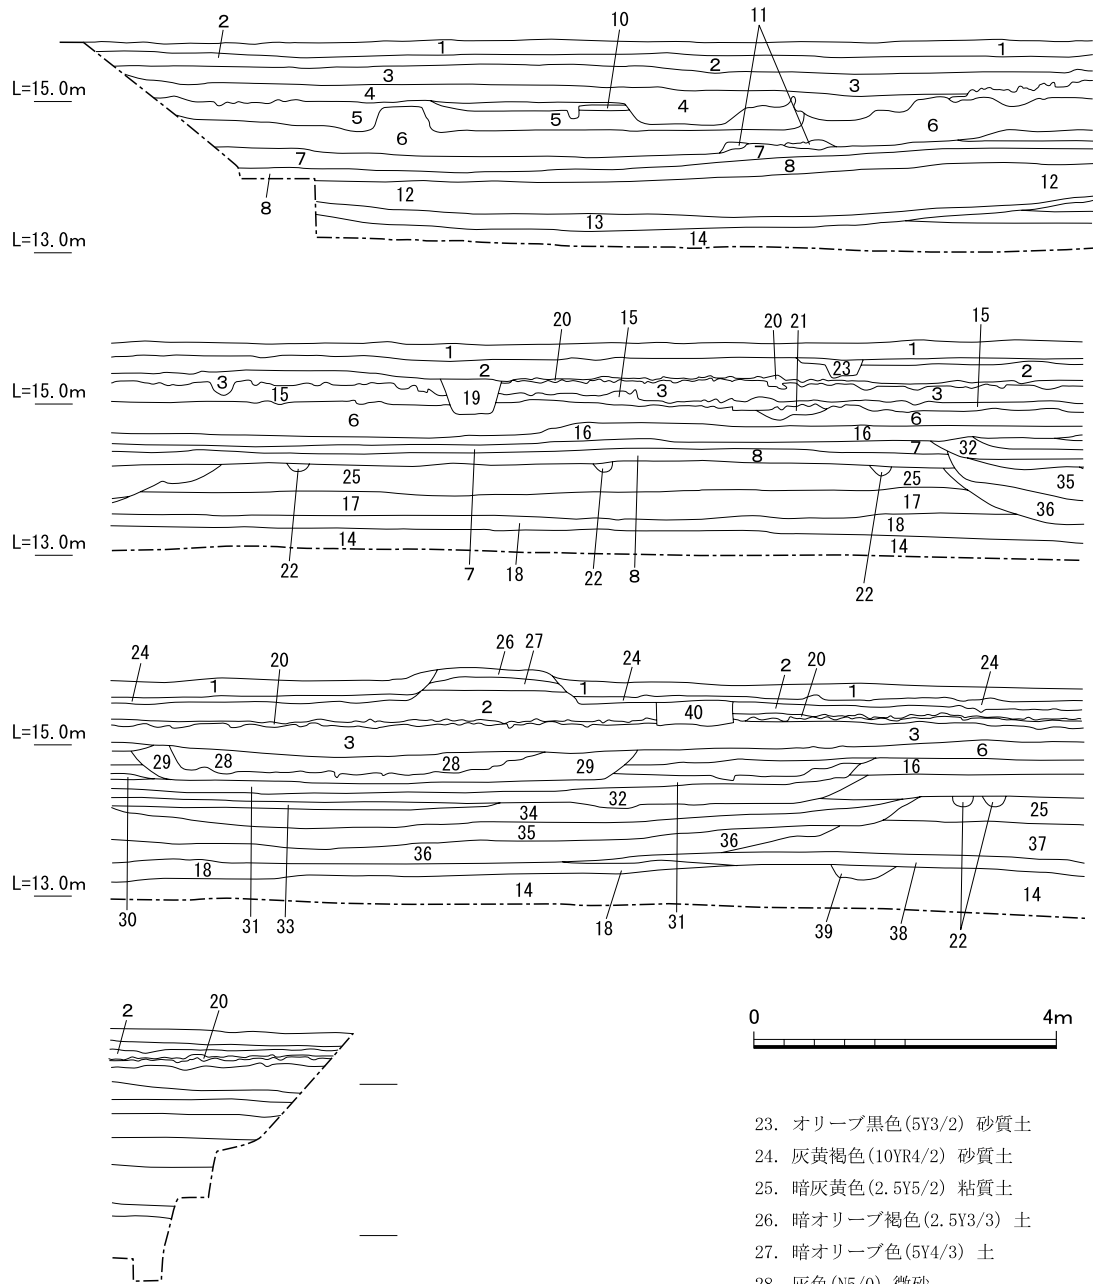 2 10 11
1 1
2
3 3
L=15.0m
4 4
5 5 6
6
7 7
8
8 12 12
13
L=13.0m
14
20 15 20 21 15
1 1
2 23 2
L=15.0m
3 15 19 3 3
6 16 16 6
7 32
8
25 25 35
17 17 36
18
L=13.0m
14 14
22 7 18 22 8 22
24 20 26 27 24 2 20 24
1 1 1
2 40
L=15.0m
3 3
6
29 28 28 29 16
32
34 25
35
36 36 37
18
L=13.0m
14 14
30 31 33 18 31 39 38 22
2 20
0 4m
23. オリーブ黒色(5Y3/2) 砂質土
24. 灰黄褐色(10YR4/2) 砂質土
25. 暗灰黄色(2.5Y5/2) 粘質土
26. 暗オリーブ褐色(2.5Y3/3) 土
27. 暗オリーブ色(5Y4/3) 土
28. 灰色(N5/0) 微砂